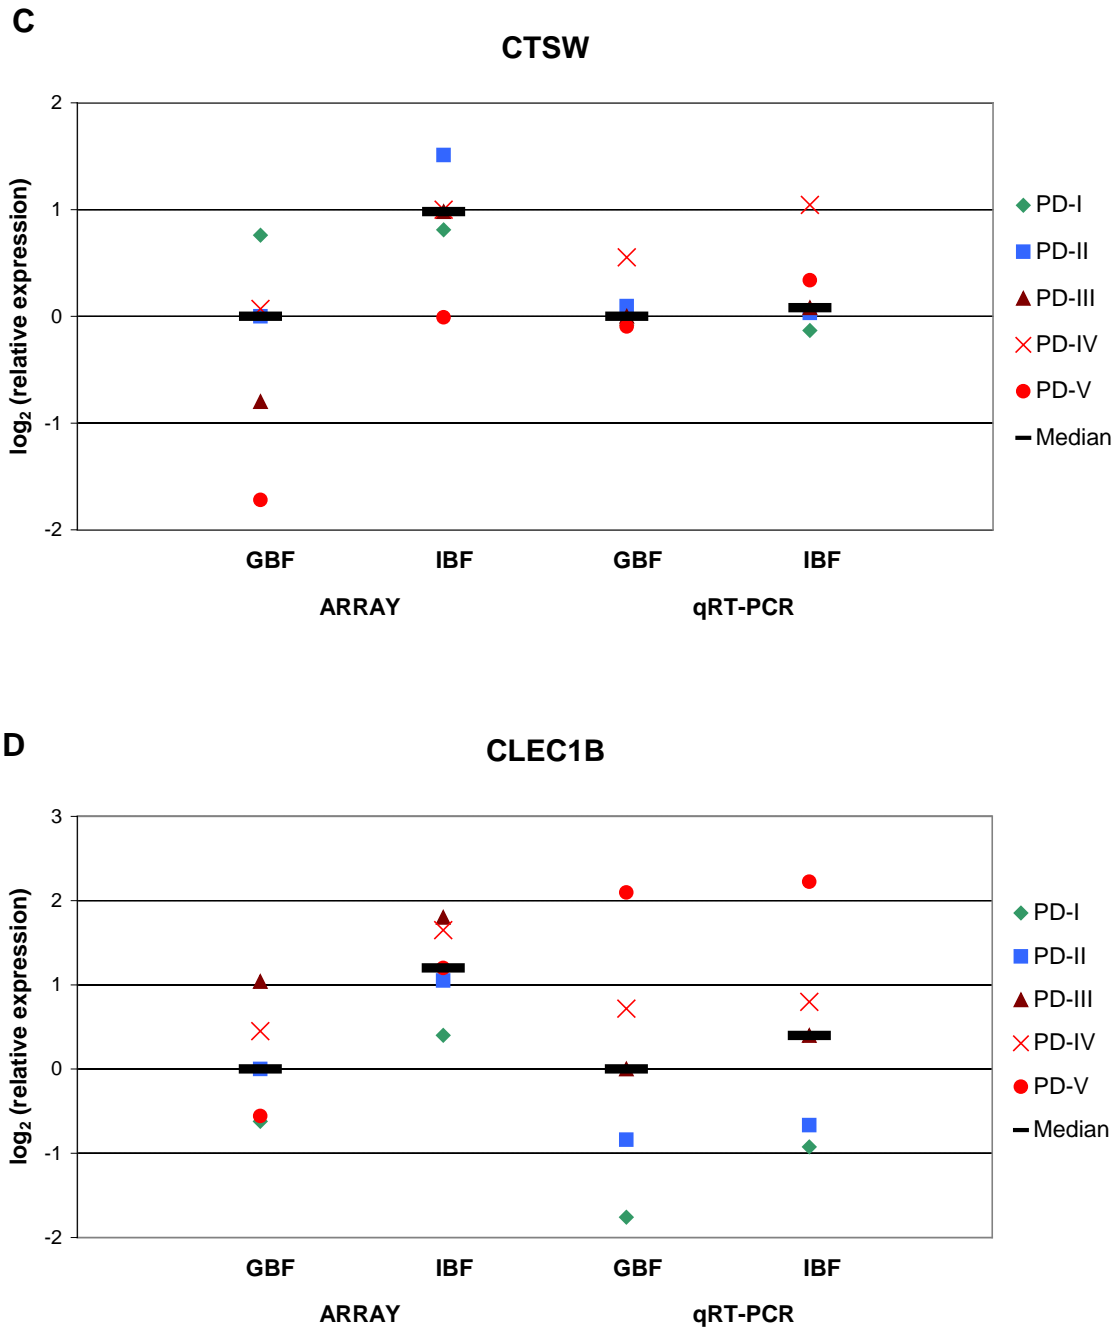 C
CTSW
2
1
0
-1
-2
log₂ (relative expression)
GBF IBF GBF IBF
ARRAY qRT-PCR
PD-I
PD-II
PD-III
PD-IV
PD-V
Median
D
CLEC1B
3
2
1
0
-1
-2
log₂ (relative expression)
GBF IBF GBF IBF
ARRAY qRT-PCR
PD-I
PD-II
PD-III
PD-IV
PD-V
Median